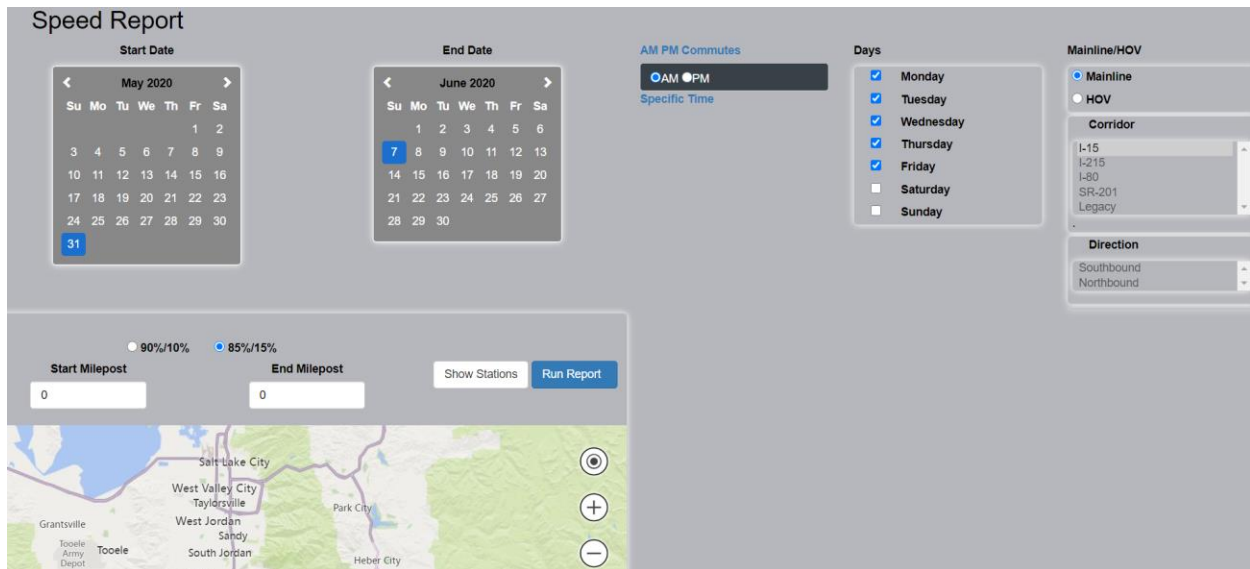 Speed Report
Start Date
May 2020
Su Mo Tu We Th Fr Sa
1 2
3 4 5 6 7 8 9
10 11 12 13 14 15 16
17 18 19 20 21 22 23
24 25 26 27 28 29 30
31
End Date
June 2020
Su Mo Tu We Th Fr Sa
1 2 3 4 5 6
7 8 9 10 11 12 13
14 15 16 17 18 19 20
21 22 23 24 25 26 27
28 29 30
AM PM Commutes
AM PM
Specific Time
Days
Monday
Tuesday
Wednesday
Thursday
Friday
Saturday
Sunday
Mainline/HOV
Mainline
HOV
Corridor
I-15
I-215
I-80
SR-201
Legacy
.
Direction
Southbound
Northbound
90%/10% 85%/15%
Start Milepost End Milepost
0 0
Show Stations Run Report
Salt Lake City
West Valley City
Taylorsville
Park City
Grantsville
West Jordan
Sandy
Tooele
Army
Depot
Tooele
South Jordan
Heber City